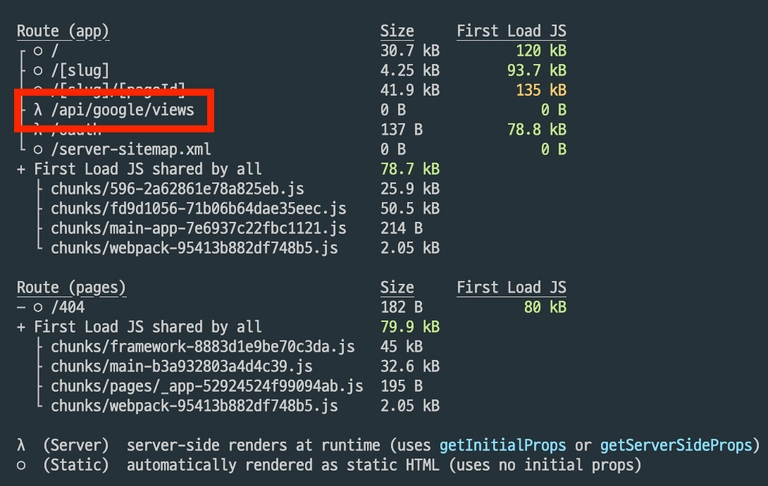 Route (app) Size First Load JS
┌ ○ / 30.7 kB 120 kB
├ ○ /[slug] 4.25 kB 93.7 kB
├ ○ /[slug]/[pageId] 41.9 kB 135 kB
├ λ /api/google/views 0 B 0 B
├ λ /oauth 137 B 78.8 kB
└ ○ /server-sitemap.xml 0 B 0 B
+ First Load JS shared by all 78.7 kB
├ chunks/596-2a62861e78a825eb.js 25.9 kB
├ chunks/fd9d1056-71b06b64dae35eec.js 50.5 kB
├ chunks/main-app-7e6937c22fbc1121.js 214 B
└ chunks/webpack-95413b882df748b5.js 2.05 kB
Route (pages) Size First Load JS
─ ○ /404 182 B 80 kB
+ First Load JS shared by all 79.9 kB
├ chunks/framework-8883d1e9be70c3da.js 45 kB
├ chunks/main-b3a932803a4d4c39.js 32.6 kB
├ chunks/pages/_app-52924524f99094ab.js 195 B
└ chunks/webpack-95413b882df748b5.js 2.05 kB
λ (Server) server-side renders at runtime (uses getInitialProps or getServerSideProps)
○ (Static) automatically rendered as static HTML (uses no initial props)